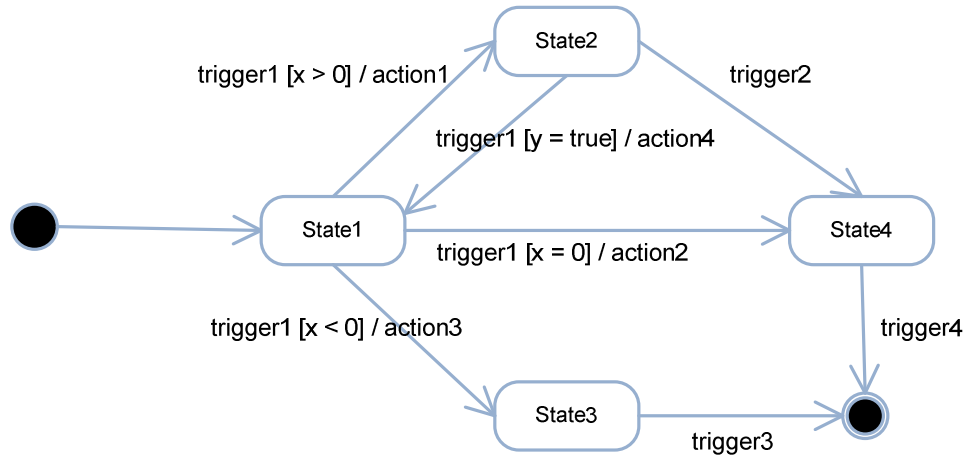 State2
trigger1 [x > 0] / action1
trigger2
trigger1 [y = true] / action4
State1
State4
trigger1 [x = 0] / action2
trigger1 [x < 0] / action3
trigger4
State3
trigger3